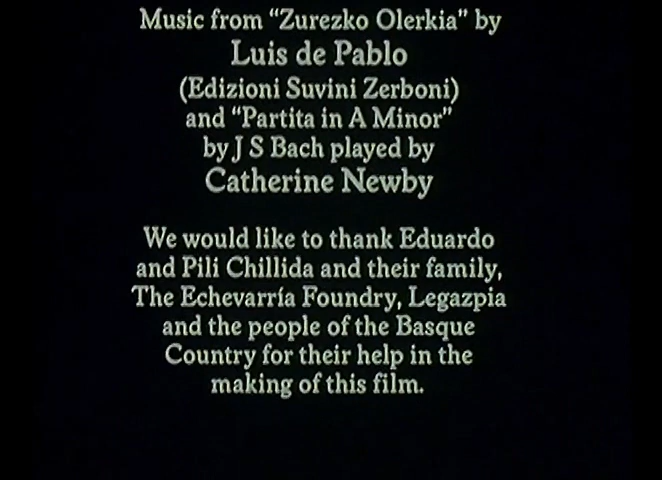 Music from “Zurezko Olerkia” by
Luis de Pablo
(Edizioni Suvini Zerboni)
and “Partita in A Minor”
by J S Bach played by
Catherine Newby
We would like to thank Eduardo
and Pili Chillida and their family,
The Echevarría Foundry, Legazpia
and the people of the Basque
Country for their help in the
making of this film.